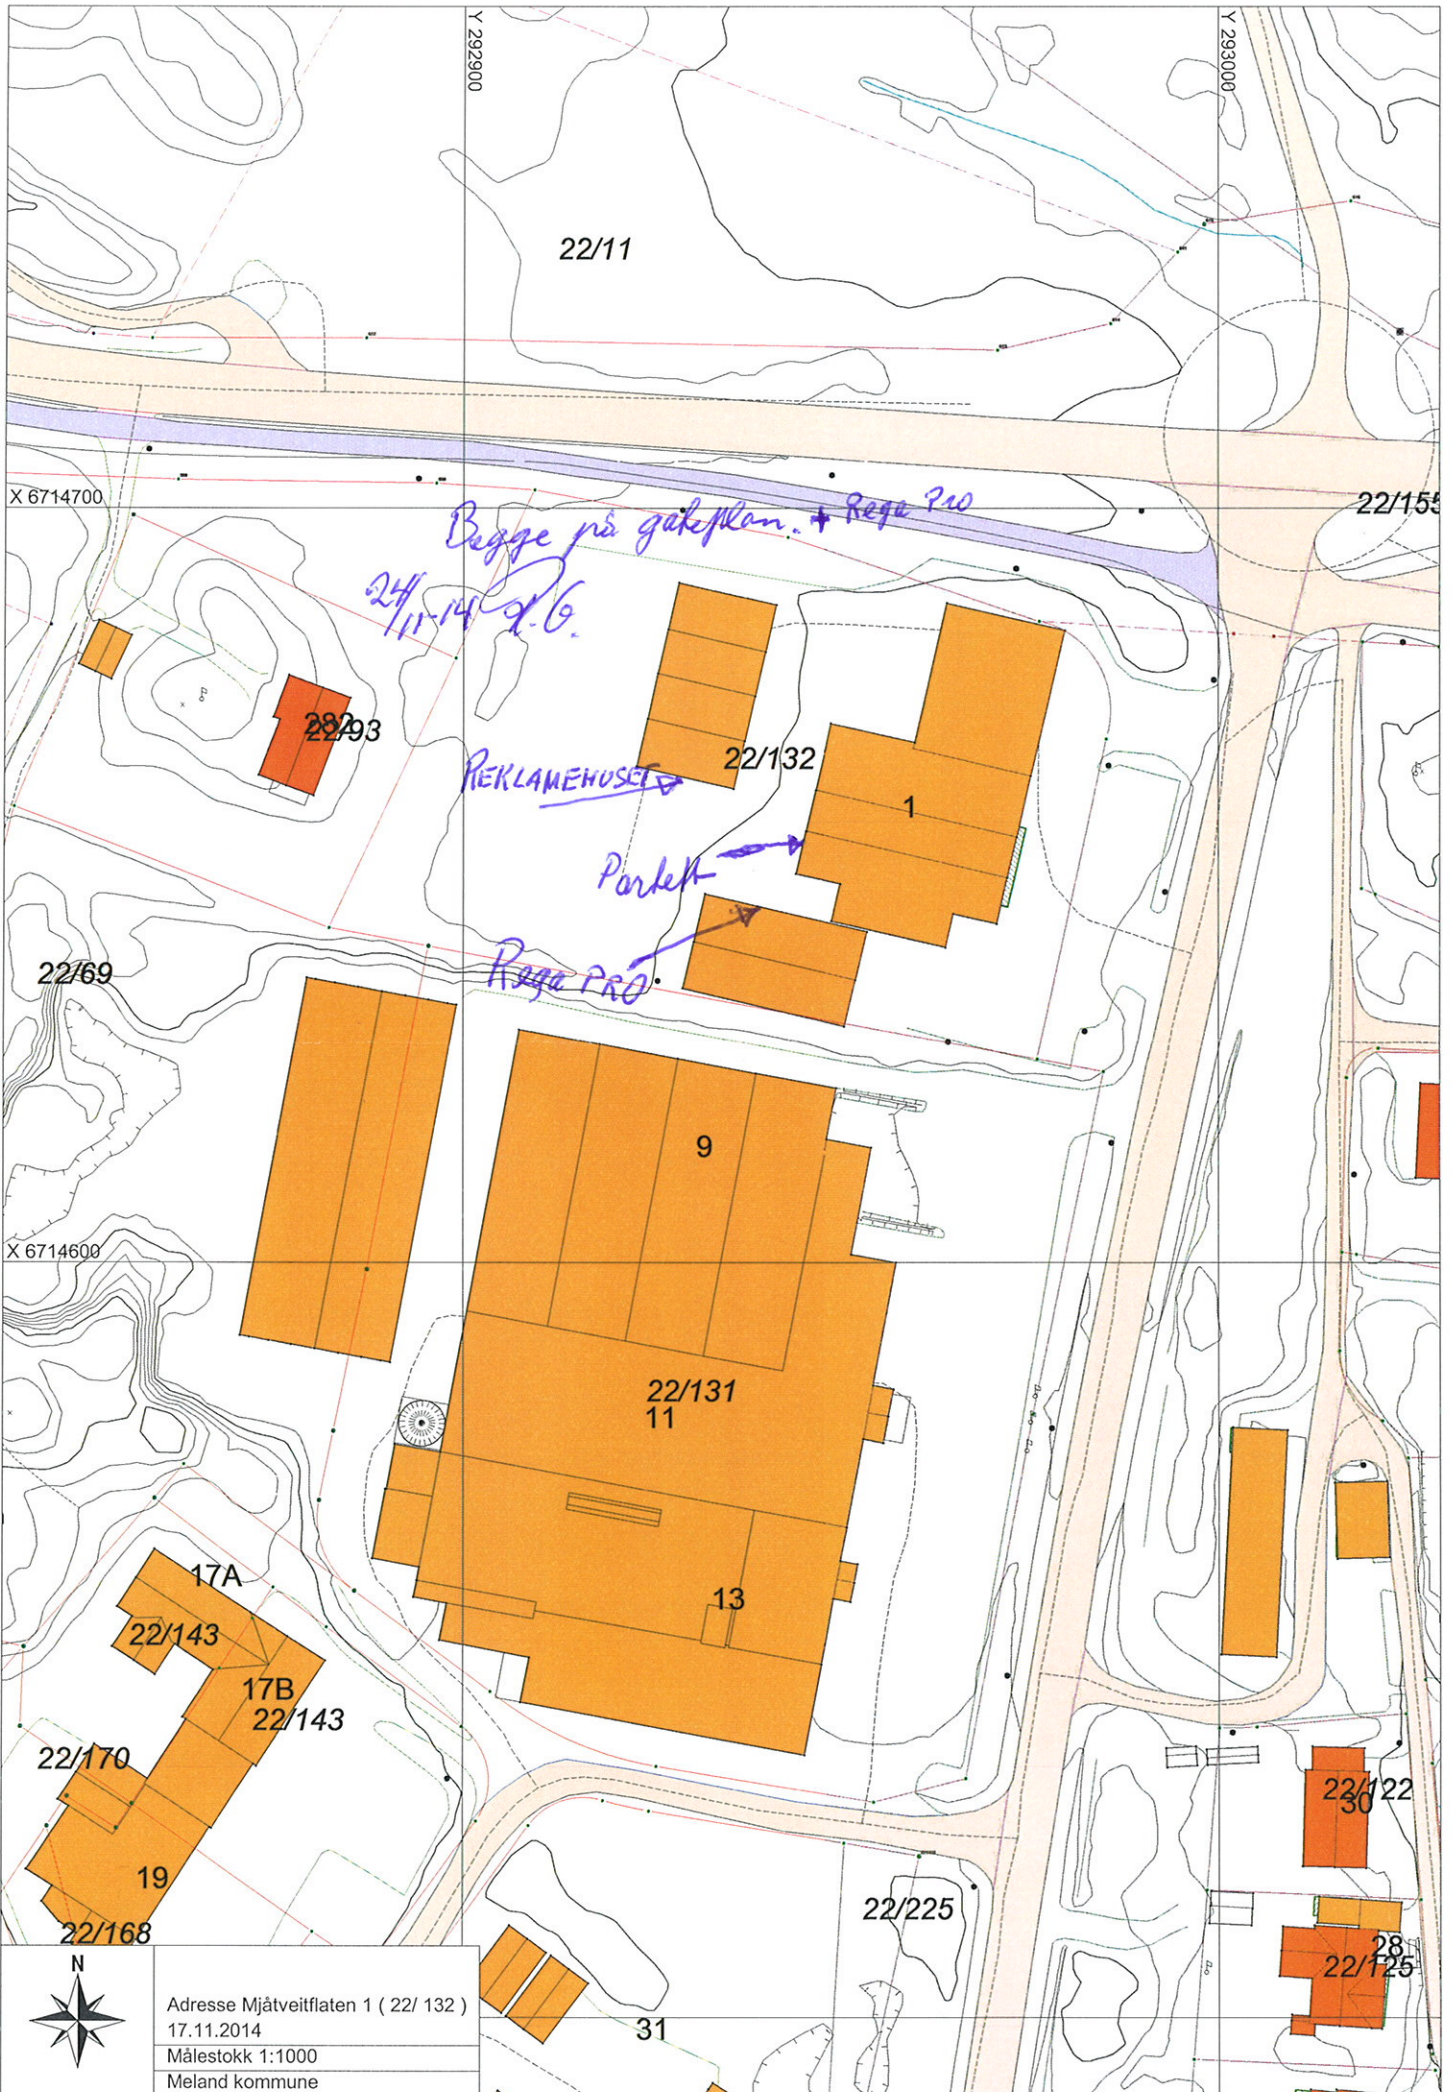 Y 292900
Y 293000
22/11
X 6714700
22/155
Begge på gateplan. + Rega Pro
24/11-14
22/93
22/132
REKLAMEHUSET
1
Rega PRO
22/69
9
X 6714600
22/131
11
13
17A
22/143
17B
22/143
22/170
22/122
30
19
22/225
22/168
28
22/125
N
Adresse Mjåtveitflaten 1 ( 22/ 132 )
17.11.2014
31
Målestokk 1:1000
Meland kommune